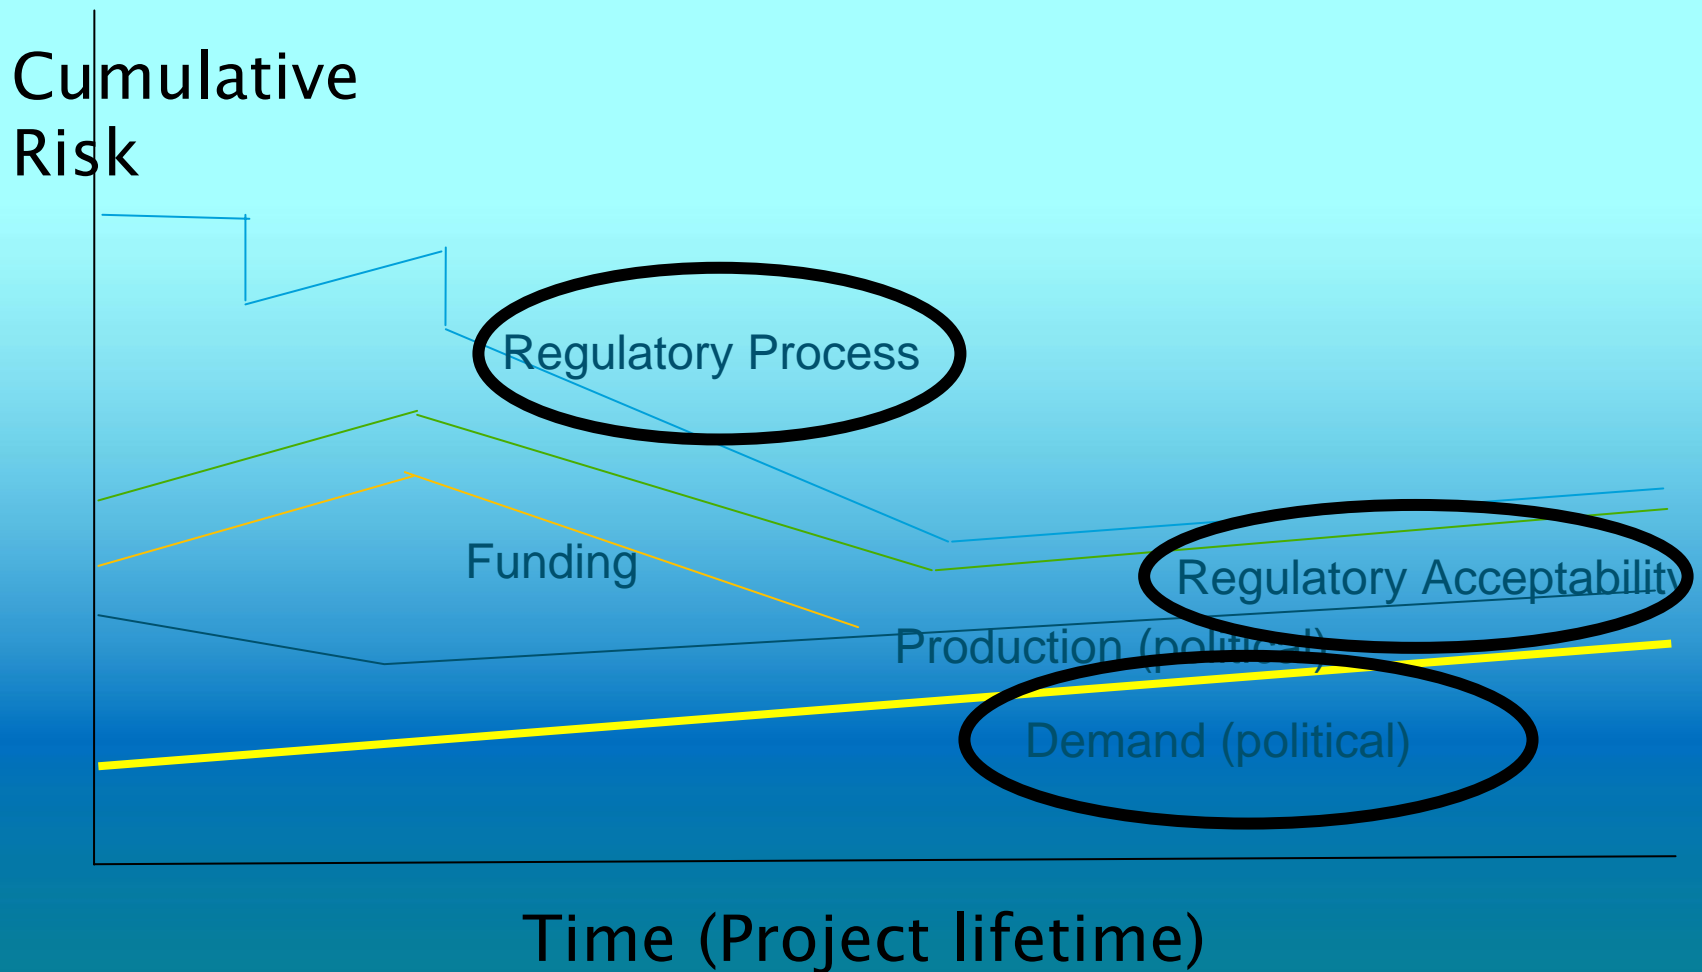 Cumulative
Risk
Regulatory Process
Funding
Regulatory Acceptability
Production (political)
Demand (political)
Time (Project lifetime)